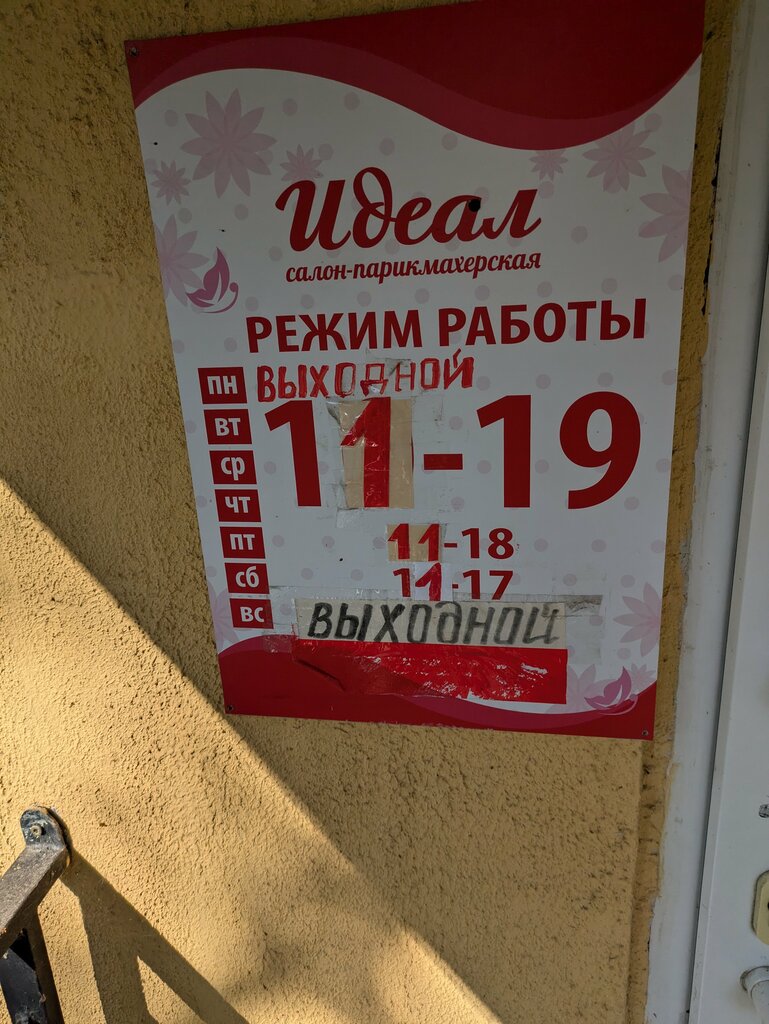 Идеал
салон-парикмахерская
РЕЖИМ РАБОТЫ
ПН ВЫХОДНОЙ
ВТ
СР 11-19
ЧТ
ПТ 11-18
СБ 11-17
ВС ВЫХОДНОЙ